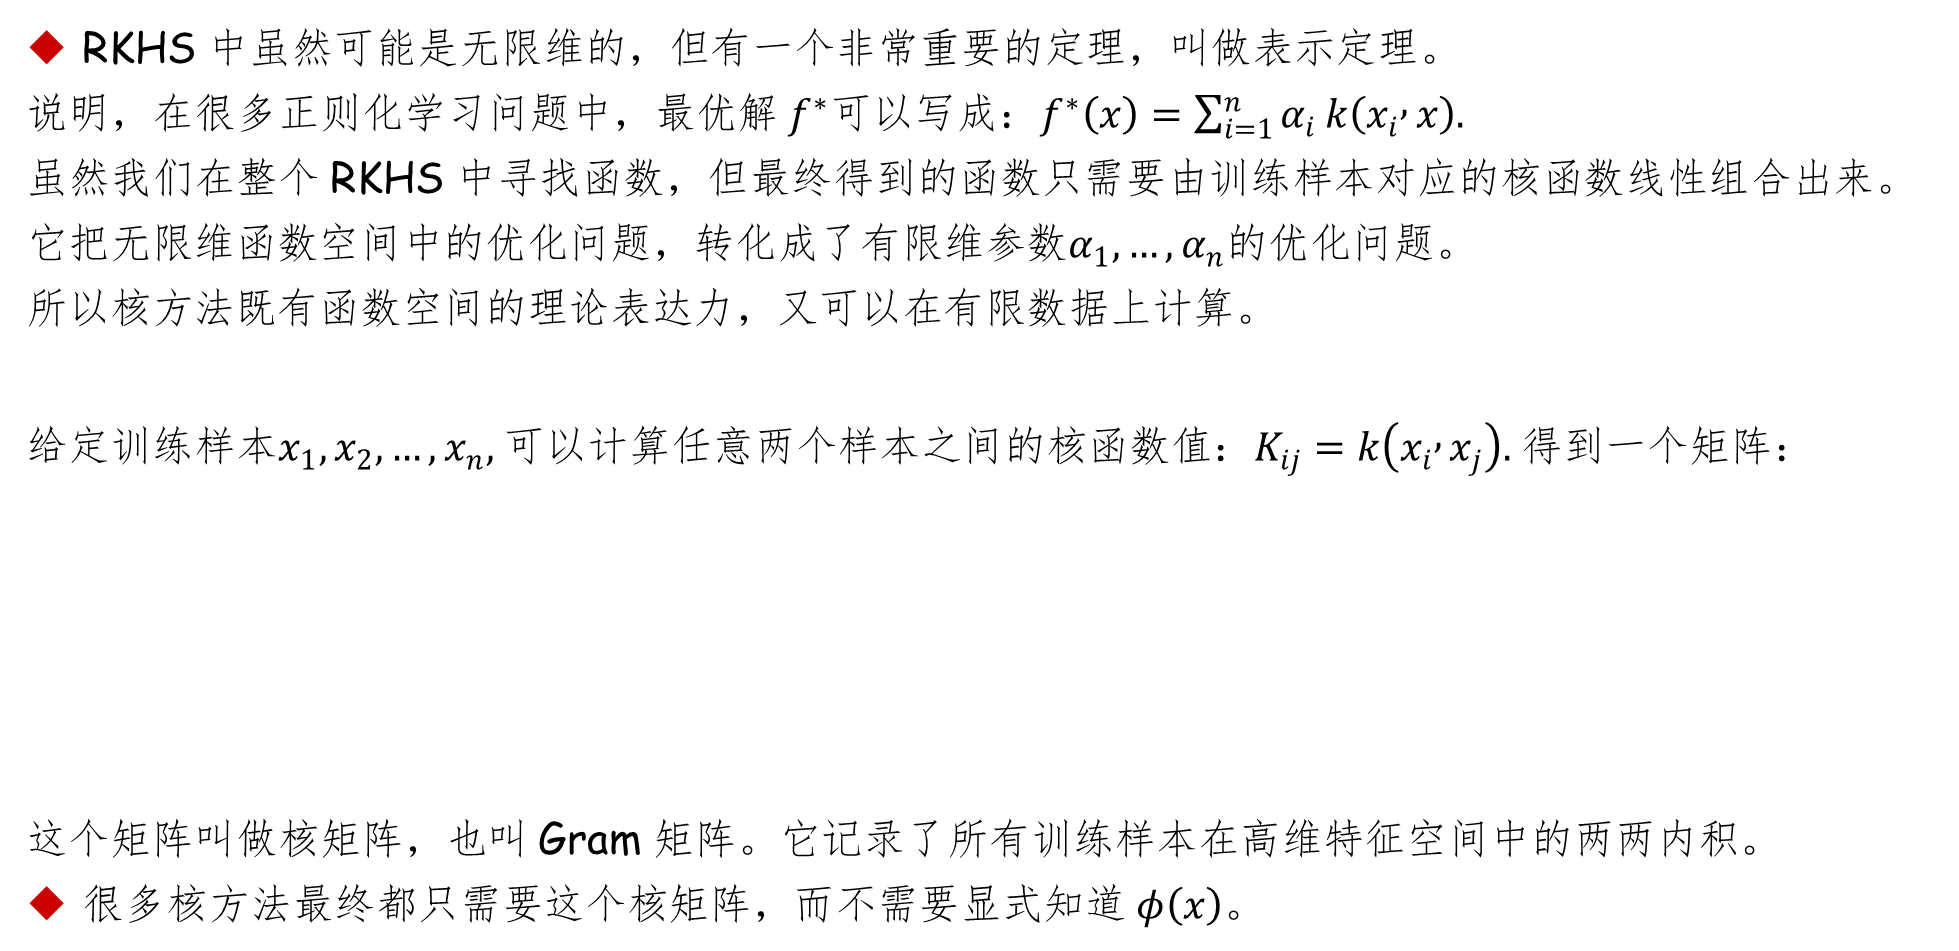 ◆ RKHS 中虽然可能是无限维的，但有一个非常重要的定理，叫做表示定理。
说明，在很多正则化学习问题中，最优解 f*可以写成：f*(x) = ∑ⁿᵢ₌₁ αᵢ k(xᵢ, x).
虽然我们在整个 RKHS 中寻找函数，但最终得到的函数只需要由训练样本对应的核函数线性组合出来。
它把无限维函数空间中的优化问题，转化成了有限维参数α₁, … , αₙ的优化问题。
所以核方法既有函数空间的理论表达力，又可以在有限数据上计算。
给定训练样本x₁, x₂, … , xₙ, 可以计算任意两个样本之间的核函数值：Kᵢⱼ = k(xᵢ, xⱼ). 得到一个矩阵：
这个矩阵叫做核矩阵，也叫 Gram 矩阵。它记录了所有训练样本在高维特征空间中的两两内积。
◆ 很多核方法最终都只需要这个核矩阵，而不需要显式知道 ϕ(x)。